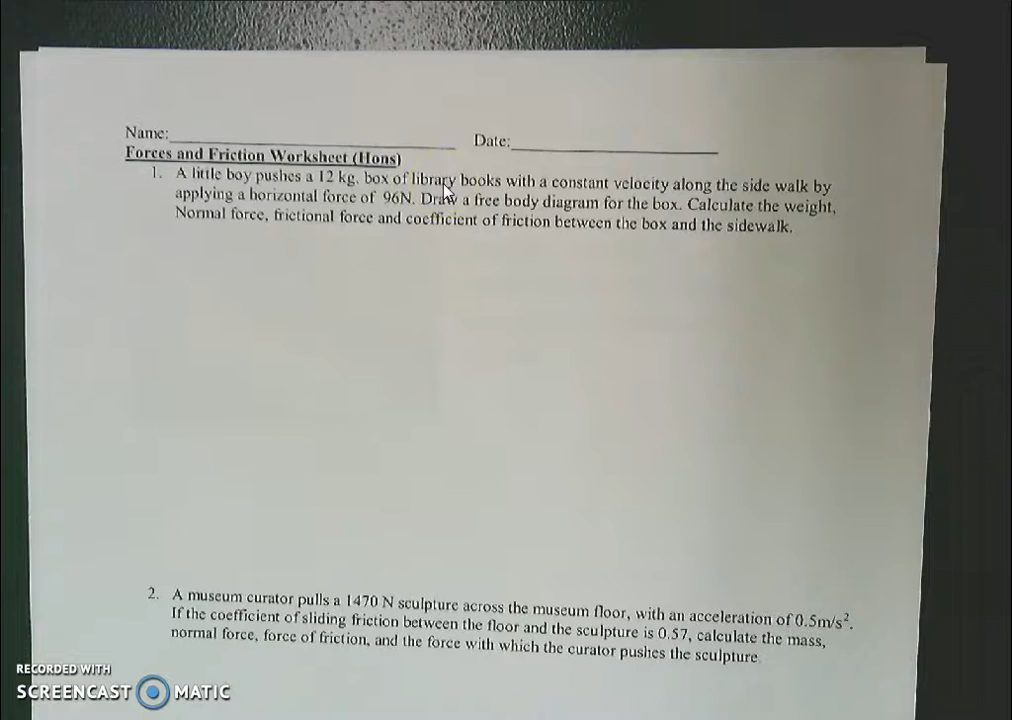 Name:_______________ Date:_______________
Forces and Friction Worksheet (Hons)
1. A little boy pushes a 12 kg. box of library books with a constant velocity along the side walk by
applying a horizontal force of 96N. Draw a free body diagram for the box. Calculate the weight,
Normal force, frictional force and coefficient of friction between the box and the sidewalk.
2. A museum curator pulls a 1470 N sculpture across the museum floor, with an acceleration of 0.5m/s².
If the coefficient of sliding friction between the floor and the sculpture is 0.57, calculate the mass,
normal force, force of friction, and the force with which the curator pushes the sculpture
RECORDED WITH
SCREENCAST MATIC